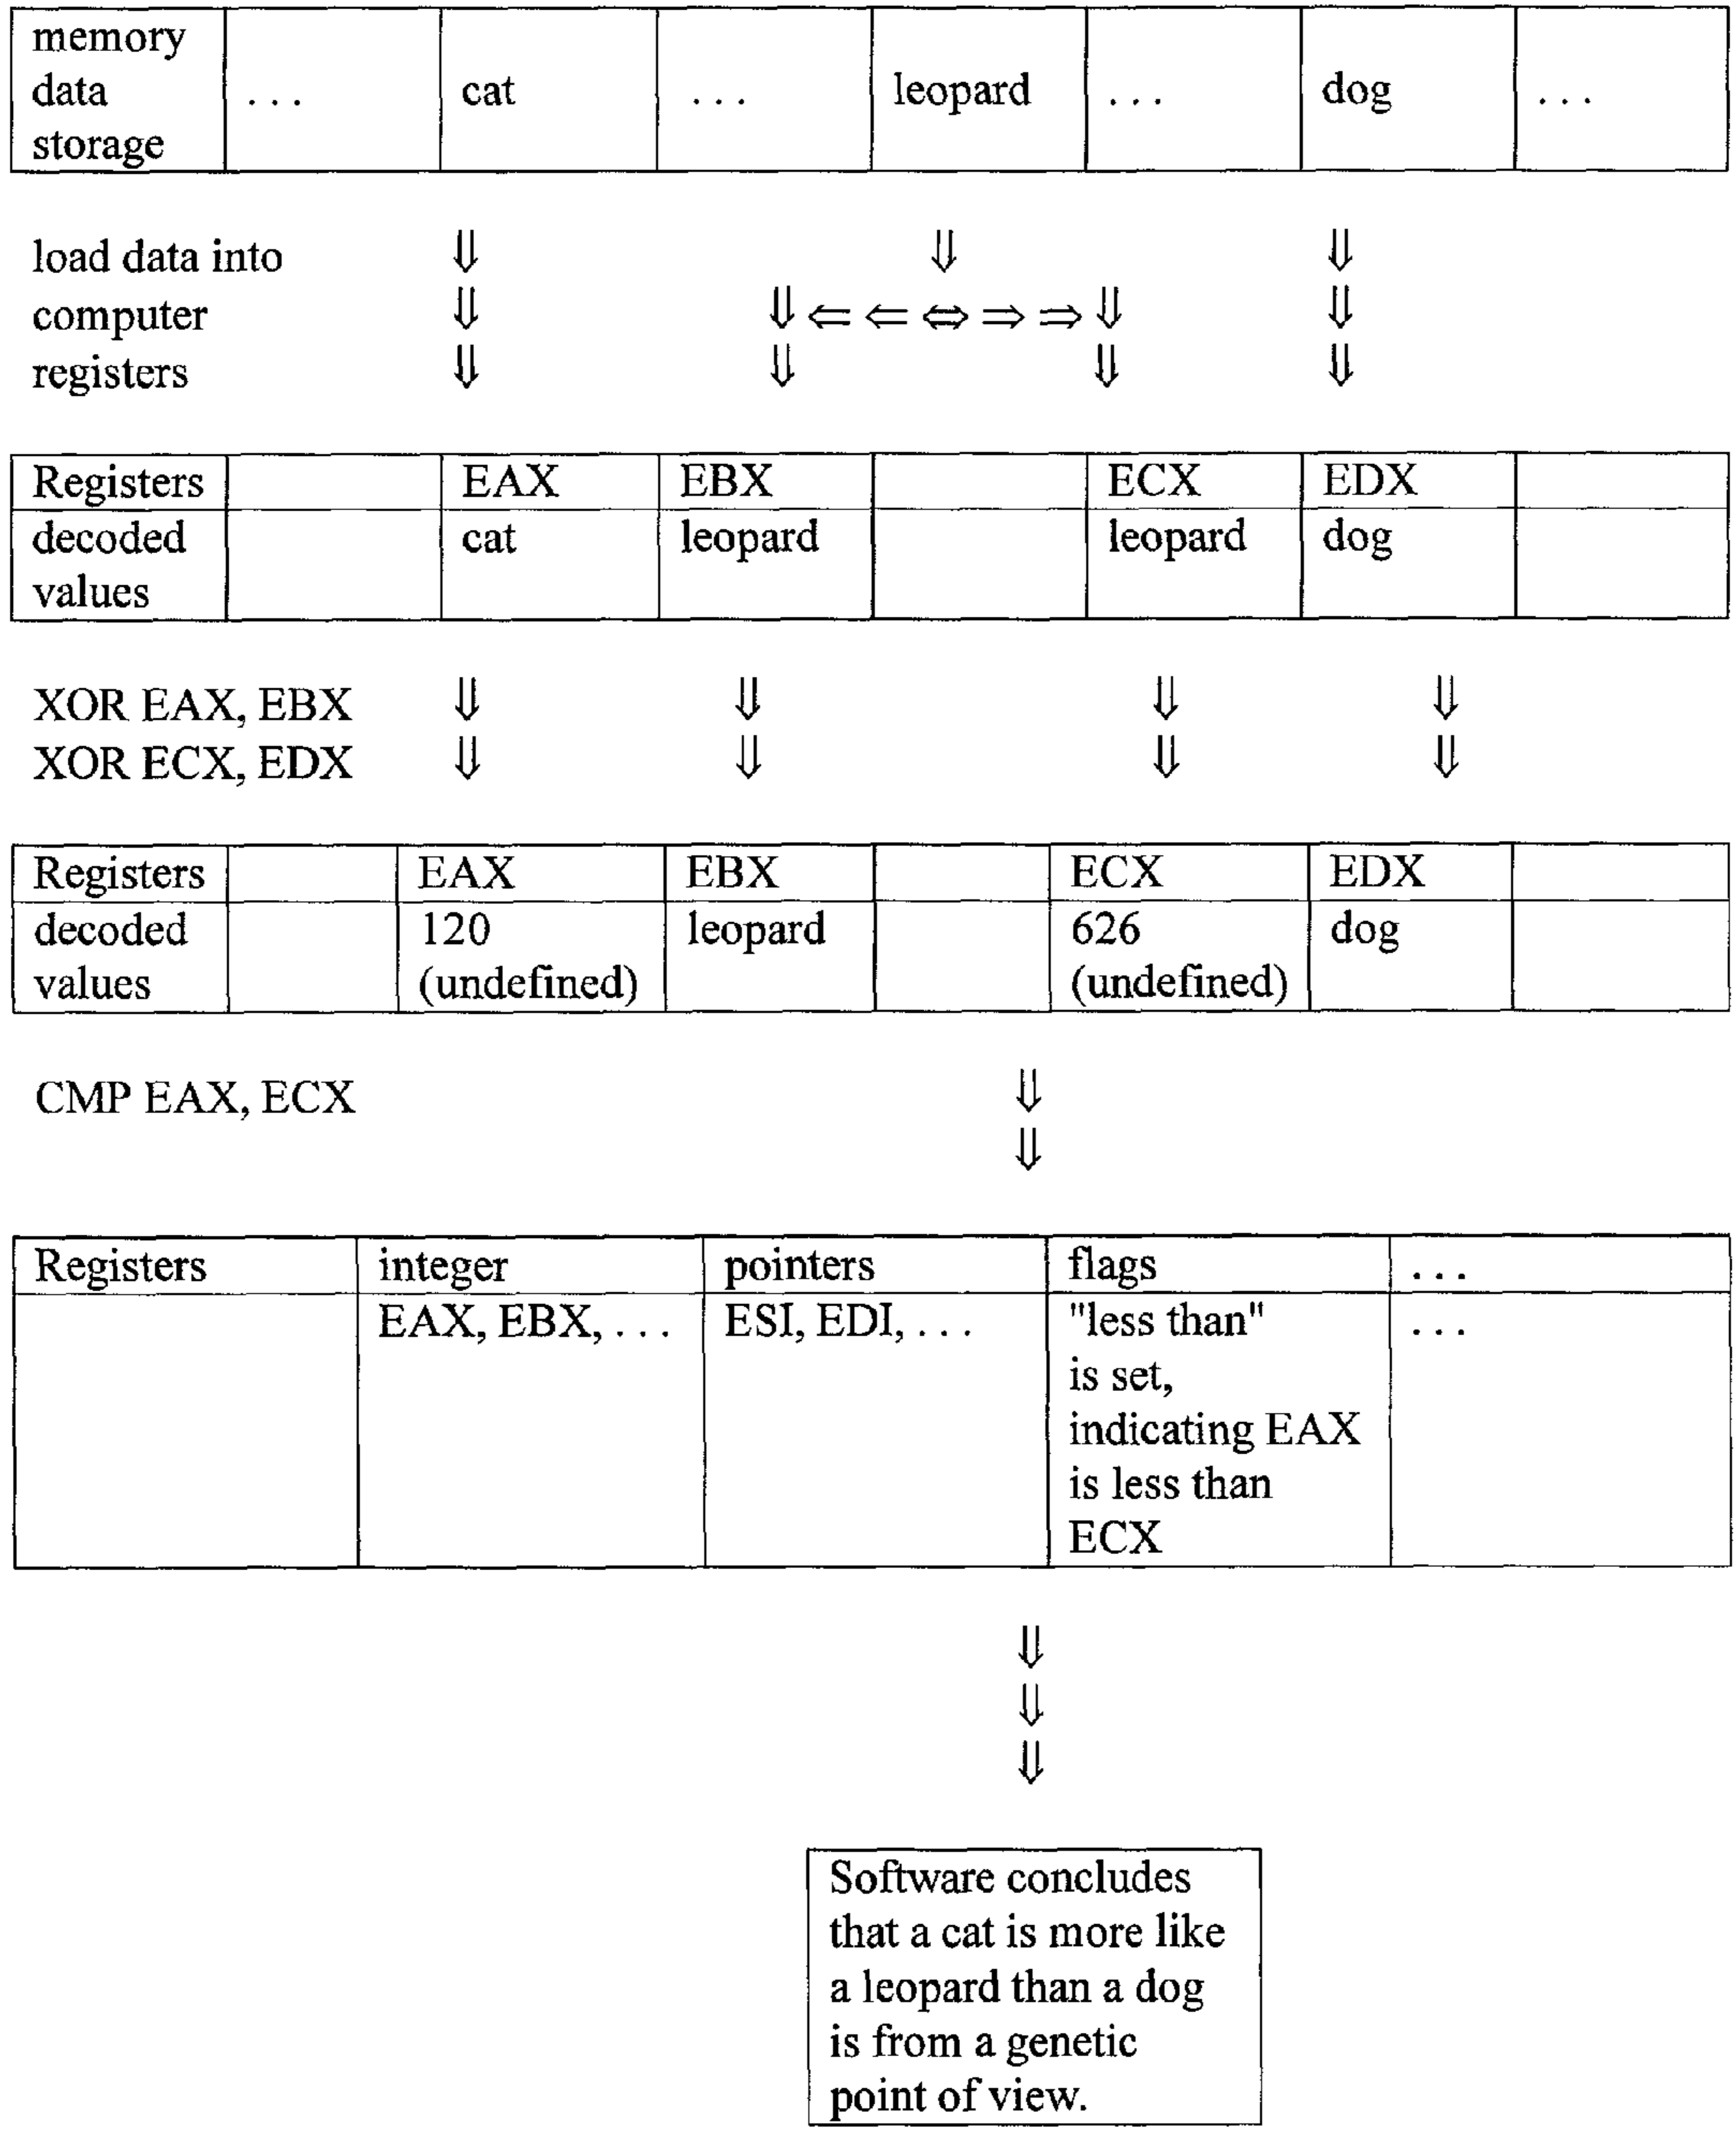 memory
data ... cat ... leopard ... dog ...
storage
load data into ⇓ ⇓ ⇓
computer ⇓ ⇓ ⇐ ⇐ ⇔ ⇒ ⇒ ⇓ ⇓
registers ⇓ ⇓ ⇓ ⇓
Registers EAX EBX ECX EDX
decoded cat leopard leopard dog
values
XOR EAX, EBX ⇓ ⇓ ⇓ ⇓
XOR ECX, EDX ⇓ ⇓ ⇓ ⇓
Registers EAX EBX ECX EDX
decoded 120 leopard 626 dog
values (undefined) (undefined)
CMP EAX, ECX ⇓
⇓
Registers integer pointers flags ...
EAX, EBX, ... ESI, EDI, ... "less than" ...
is set,
indicating EAX
is less than
ECX
⇓
⇓
⇓
Software concludes
that a cat is more like
a leopard than a dog
is from a genetic
point of view.